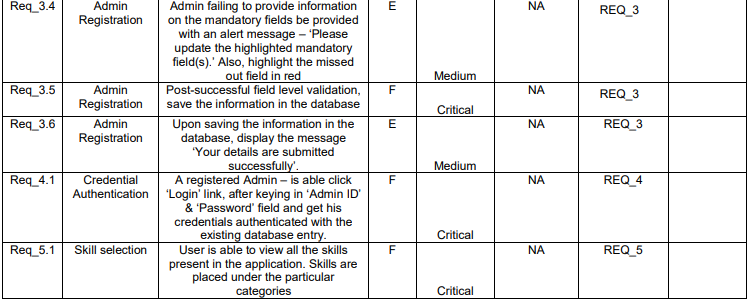 Req_3.4 Admin Registration Admin failing to provide information on the mandatory fields be provided with an alert message – ‘Please update the highlighted mandatory field(s).’ Also, highlight the missed out field in red E Medium NA REQ_3
Req_3.5 Admin Registration Post-successful field level validation, save the information in the database F Critical NA REQ_3
Req_3.6 Admin Registration Upon saving the information in the database, display the message ‘Your details are submitted successfully’. E Medium NA REQ_3
Req_4.1 Credential Authentication A registered Admin – is able click ‘Login’ link, after keying in ‘Admin ID’ & ‘Password’ field and get his credentials authenticated with the existing database entry. F Critical NA REQ_4
Req_5.1 Skill selection User is able to view all the skills present in the application. Skills are placed under the particular categories F Critical NA REQ_5